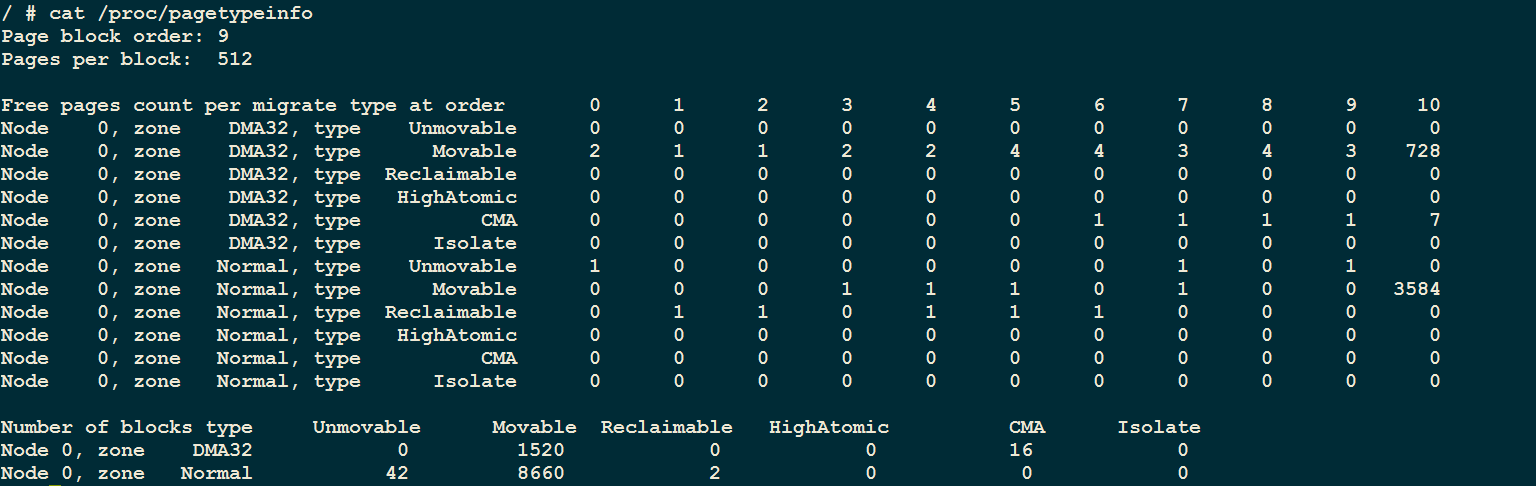 / # cat /proc/pagetypeinfo
Page block order: 9
Pages per block:  512

Free pages count per migrate type at order       0      1      2      3      4      5      6      7      8      9     10
Node    0, zone    DMA32, type    Unmovable      0      0      0      0      0      0      0      0      0      0      0
Node    0, zone    DMA32, type      Movable      2      1      1      2      2      4      4      3      4      3    728
Node    0, zone    DMA32, type  Reclaimable      0      0      0      0      0      0      0      0      0      0      0
Node    0, zone    DMA32, type   HighAtomic      0      0      0      0      0      0      0      0      0      0      0
Node    0, zone    DMA32, type          CMA      0      0      0      0      0      0      1      1      1      1      7
Node    0, zone    DMA32, type      Isolate      0      0      0      0      0      0      0      0      0      0      0
Node    0, zone   Normal, type    Unmovable      1      0      0      0      0      0      0      1      0      1      0
Node    0, zone   Normal, type      Movable      0      0      0      1      1      1      0      1      0      0   3584
Node    0, zone   Normal, type  Reclaimable      0      1      1      0      1      1      1      0      0      0      0
Node    0, zone   Normal, type   HighAtomic      0      0      0      0      0      0      0      0      0      0      0
Node    0, zone   Normal, type          CMA      0      0      0      0      0      0      0      0      0      0      0
Node    0, zone   Normal, type      Isolate      0      0      0      0      0      0      0      0      0      0      0

Number of blocks type     Unmovable      Movable  Reclaimable   HighAtomic          CMA      Isolate
Node 0, zone    DMA32            0         1520            0            0           16            0
Node 0, zone   Normal           42         8660            2            0            0            0